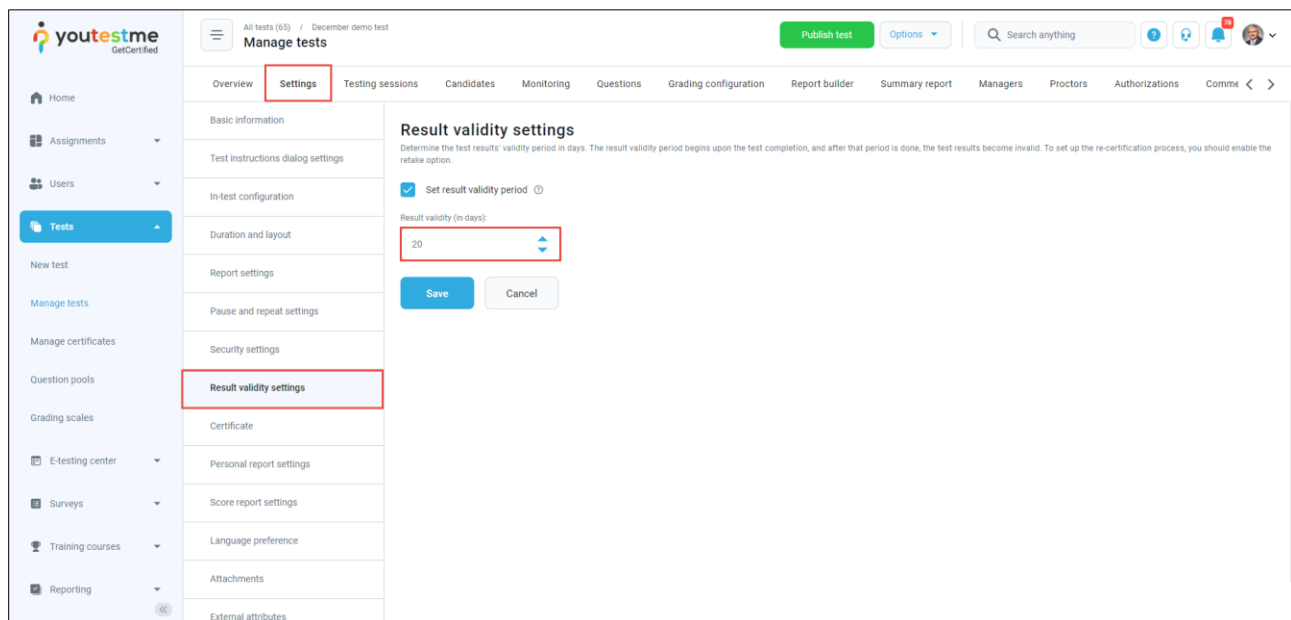 youtestme
GetCertified
All tests (65) / December demo test
Manage tests
Publish test
Options
Search anything
?
78
Home
Assignments
Users
Tests
New test
Manage tests
Manage certificates
Question pools
Grading scales
E-testing center
Surveys
Training courses
Reporting
Overview Settings Testing sessions Candidates Monitoring Questions Grading configuration Report builder Summary report Managers Proctors Authorizations Comme
Basic information
Test instructions dialog settings
In-test configuration
Duration and layout
Report settings
Pause and repeat settings
Security settings
Result validity settings
Certificate
Personal report settings
Score report settings
Language preference
Attachments
External attributes
Result validity settings
Determine the test results' validity period in days. The result validity period begins upon the test completion, and after that period is done, the test results become invalid. To set up the re-certification process, you should enable the
retake option.
Set result validity period ?
Result validity (in days):
20
Save
Cancel